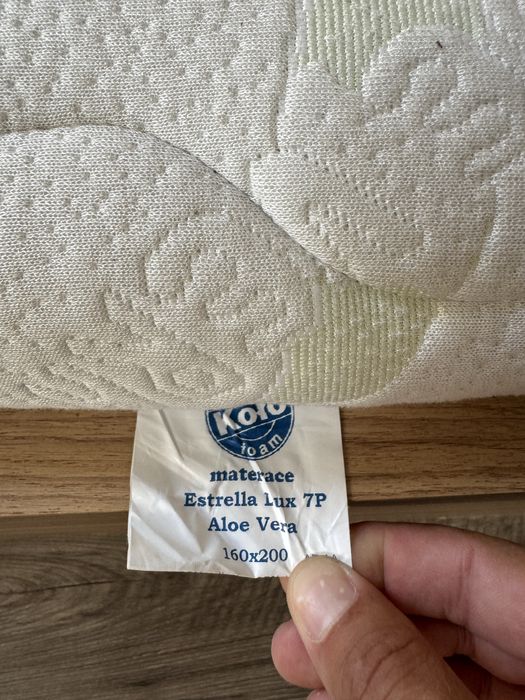 Koło
foam
materace
Estrella Lux 7P
Aloe Vera
160x200